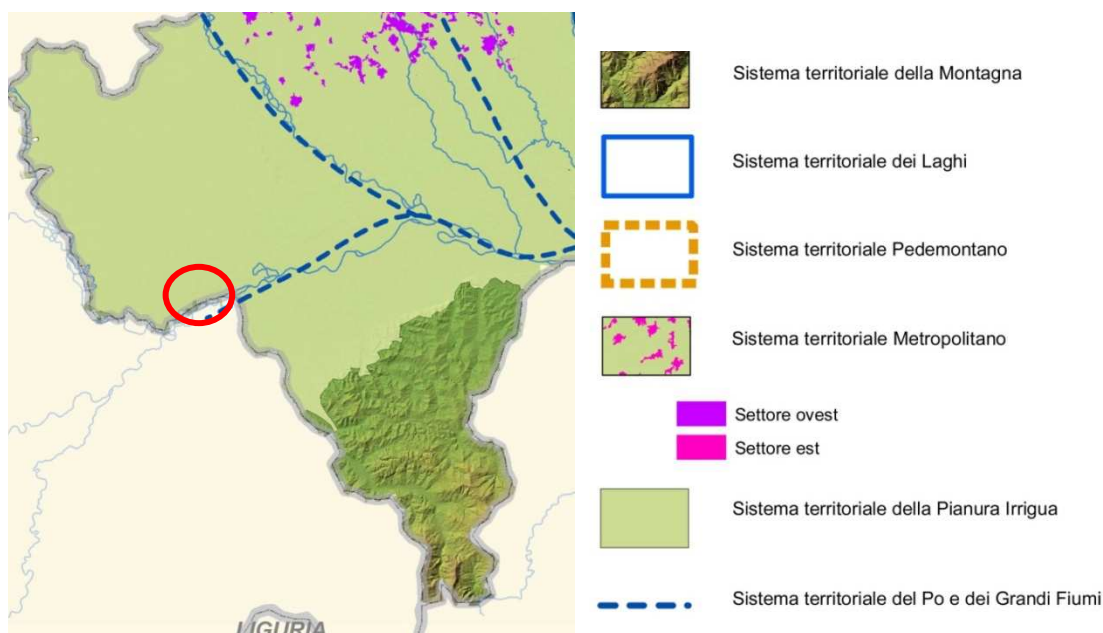 Sistema territoriale della Montagna
Sistema territoriale dei Laghi
Sistema territoriale Pedemontano
Sistema territoriale Metropolitano
Settore ovest
Settore est
Sistema territoriale della Pianura Irrigua
Sistema territoriale del Po e dei Grandi Fiumi
LIGURIA